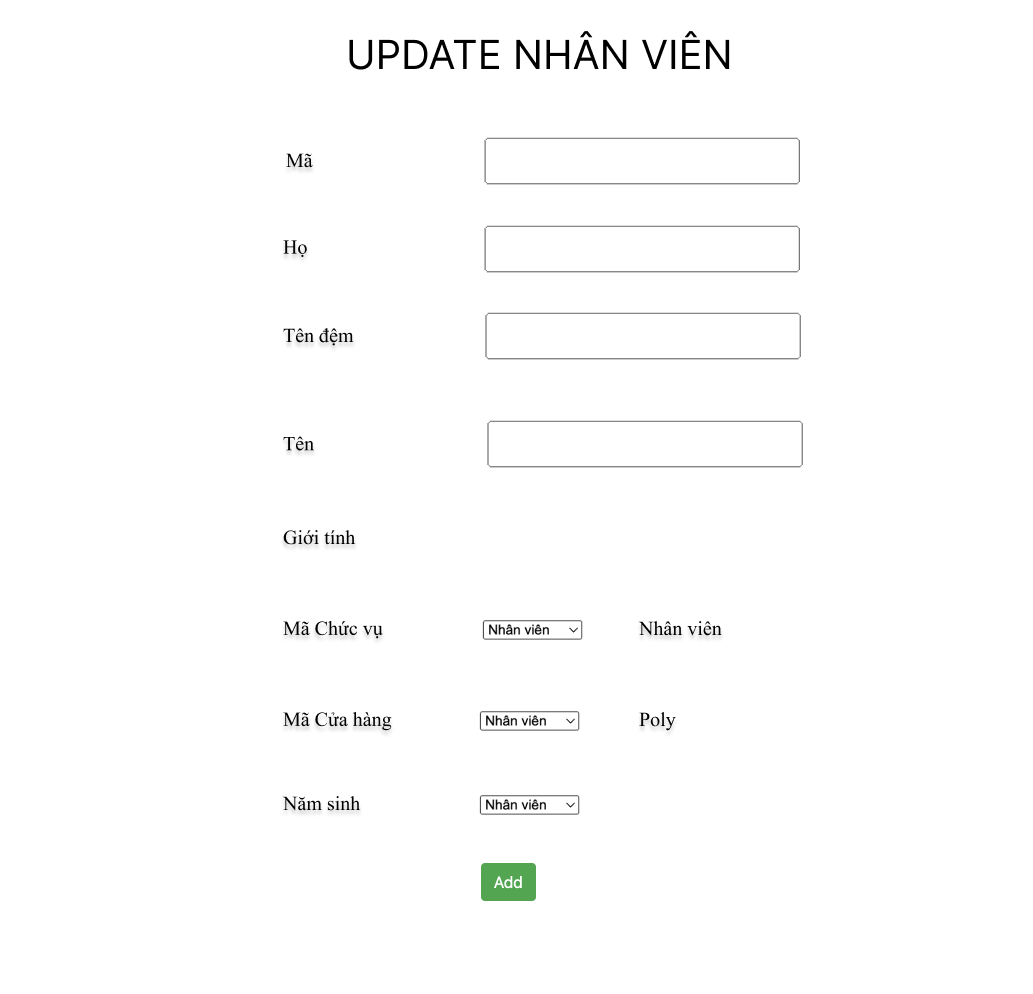 UPDATE NHÂN VIÊN
Mã
Họ
Tên đệm
Tên
Giới tính
Mã Chức vụ Nhân viên Nhân viên
Mã Cửa hàng Nhân viên Poly
Năm sinh Nhân viên
Add